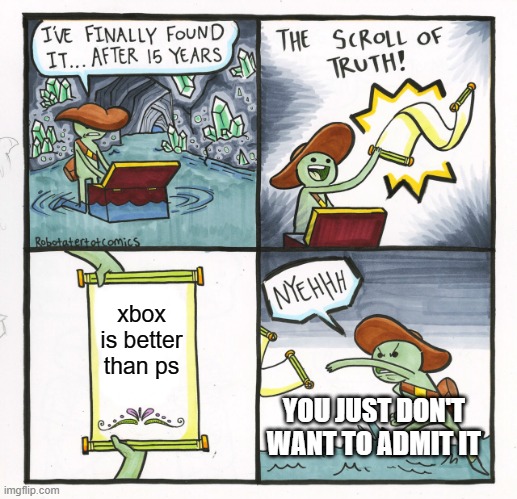 I'VE FINALLY FOUND
IT... AFTER 15 YEARS
THE SCROLL OF
TRUTH!
Robotatertotcomics
xbox
is better
than ps
NYEHHH
YOU JUST DON'T
WANT TO ADMIT IT
imgflip.com